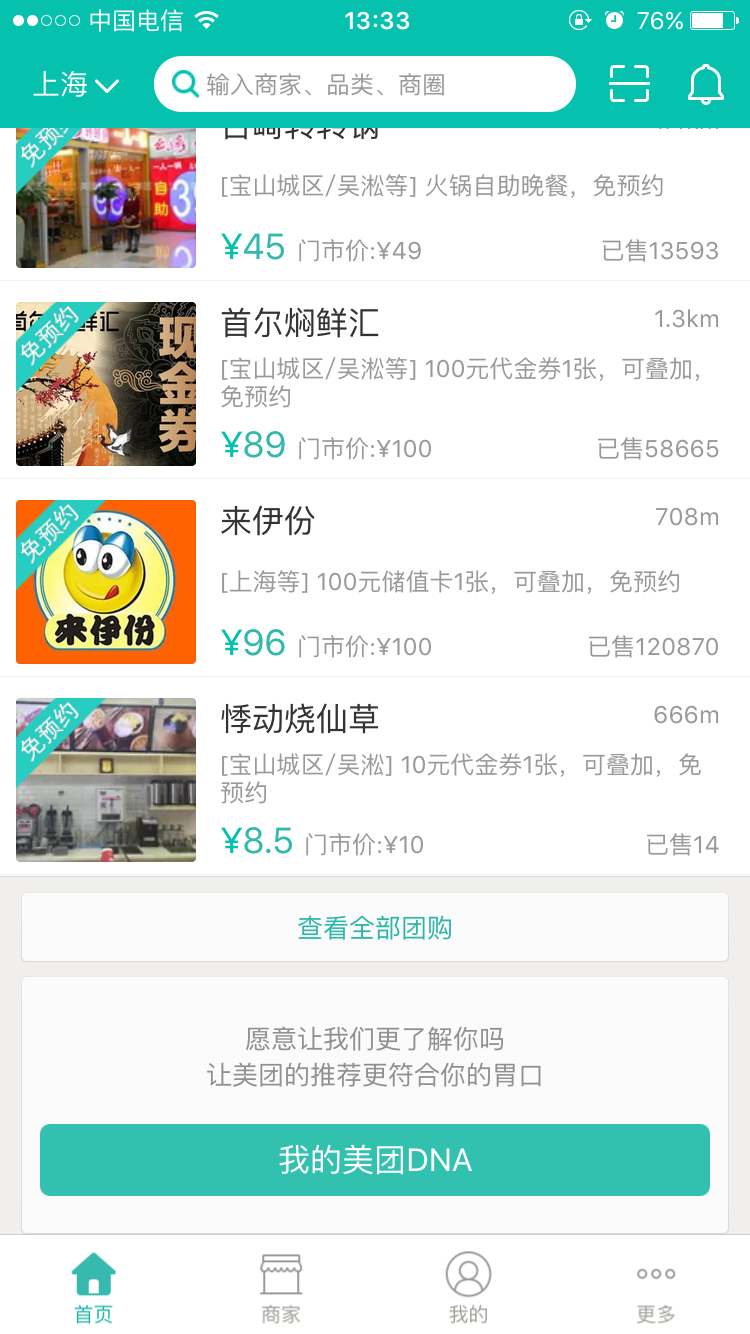 中国电信
13:33
76%
上海
输入商家、品类、商圈
免预约
自助
[宝山城区/吴淞等] 火锅自助晚餐，免预约
¥45 门市价:¥49
已售13593
免预约
现金券
首尔焖鲜汇
1.3km
[宝山城区/吴淞等] 100元代金券1张，可叠加，
免预约
¥89 门市价:¥100
已售58665
免预约
来伊份
来伊份
708m
[上海等] 100元储值卡1张，可叠加，免预约
¥96 门市价:¥100
已售120870
免预约
悸动烧仙草
666m
[宝山城区/吴淞] 10元代金券1张，可叠加，免
预约
¥8.5 门市价:¥10
已售14
查看全部团购
愿意让我们更了解你吗
让美团的推荐更符合你的胃口
我的美团DNA
首页
商家
我的
更多